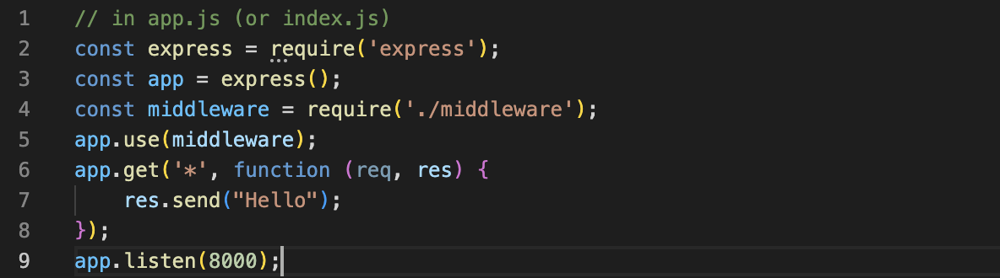 1 // in app.js (or index.js)
2 const express = require('express');
3 const app = express();
4 const middleware = require('./middleware');
5 app.use(middleware);
6 app.get('*', function (req, res) {
7     res.send("Hello");
8 });
9 app.listen(8000);